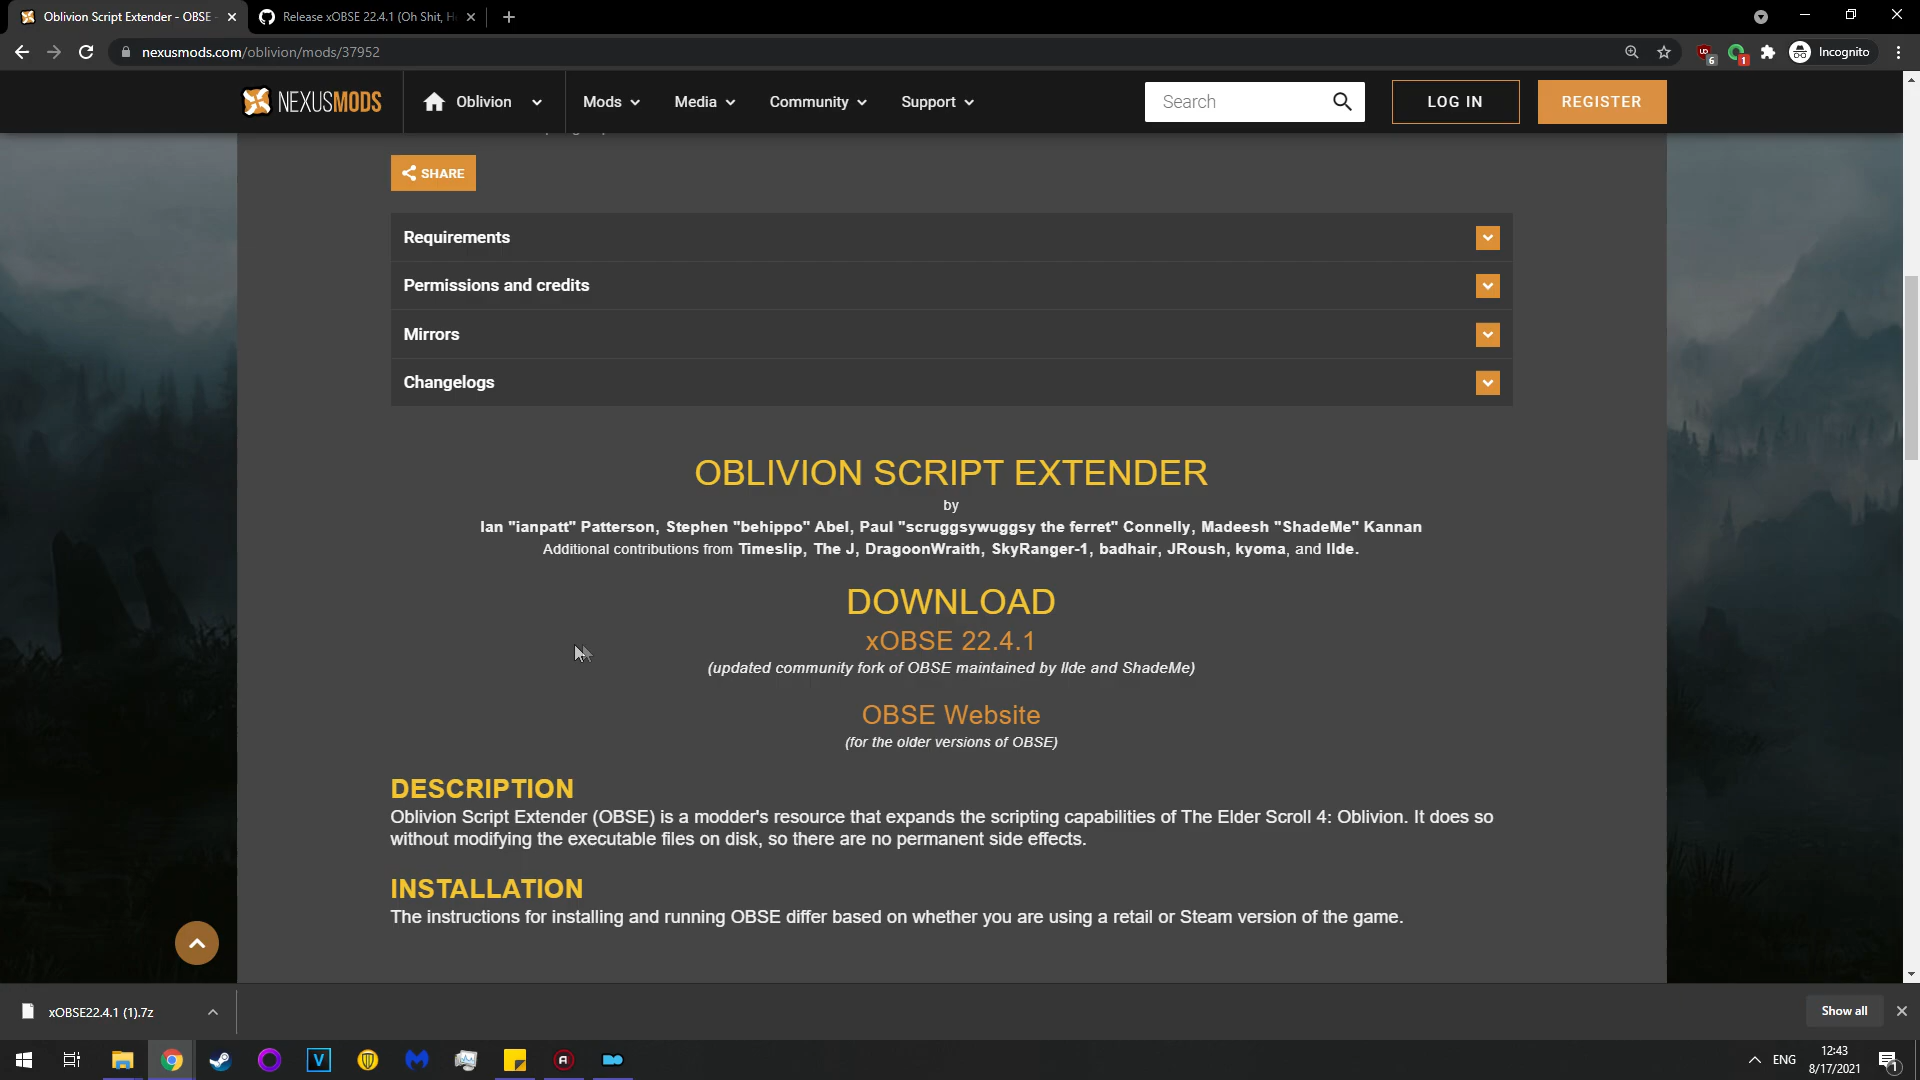 Oblivion Script Extender - OBSE
Release xOBSE 22.4.1 (Oh Shit, H
nexusmods.com/oblivion/mods/37952
6
1
Incognito
NEXUSMODS
Oblivion
Mods
Media
Community
Support
Search
LOG IN
REGISTER
SHARE
Requirements
Permissions and credits
Mirrors
Changelogs
OBLIVION SCRIPT EXTENDER
by
Ian "ianpatt" Patterson, Stephen "behippo" Abel, Paul "scruggsywuggsy the ferret" Connelly, Madeesh "ShadeMe" Kannan
Additional contributions from Timeslip, The J, DragoonWraith, SkyRanger-1, badhair, JRoush, kyoma, and llde.
DOWNLOAD
xOBSE 22.4.1
(updated community fork of OBSE maintained by llde and ShadeMe)
OBSE Website
(for the older versions of OBSE)
DESCRIPTION
Oblivion Script Extender (OBSE) is a modder's resource that expands the scripting capabilities of The Elder Scroll 4: Oblivion. It does so
without modifying the executable files on disk, so there are no permanent side effects.
INSTALLATION
The instructions for installing and running OBSE differ based on whether you are using a retail or Steam version of the game.
xOBSE22.4.1 (1).7z
Show all
V
ENG
12:43
8/17/2021
1